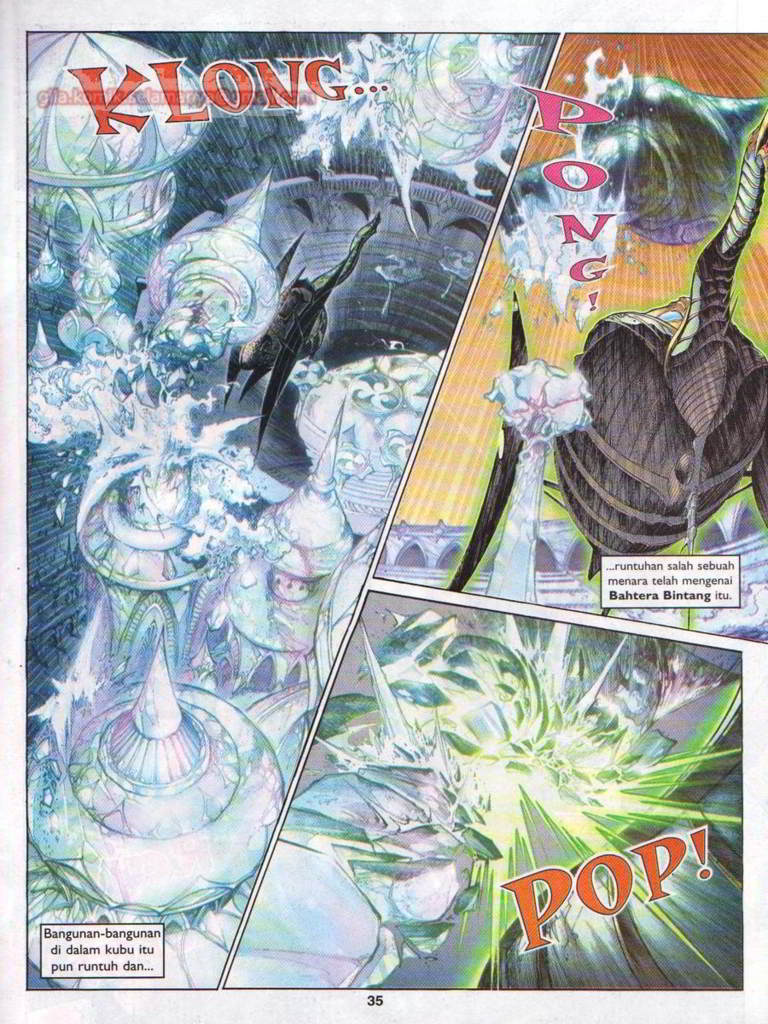 KLONG...
PONG!
...runtuhan salah sebuah
menara telah mengenai
Bahtera Bintang itu.
POP!
Bangunan-bangunan
di dalam kubu itu
pun runtuh dan...
35